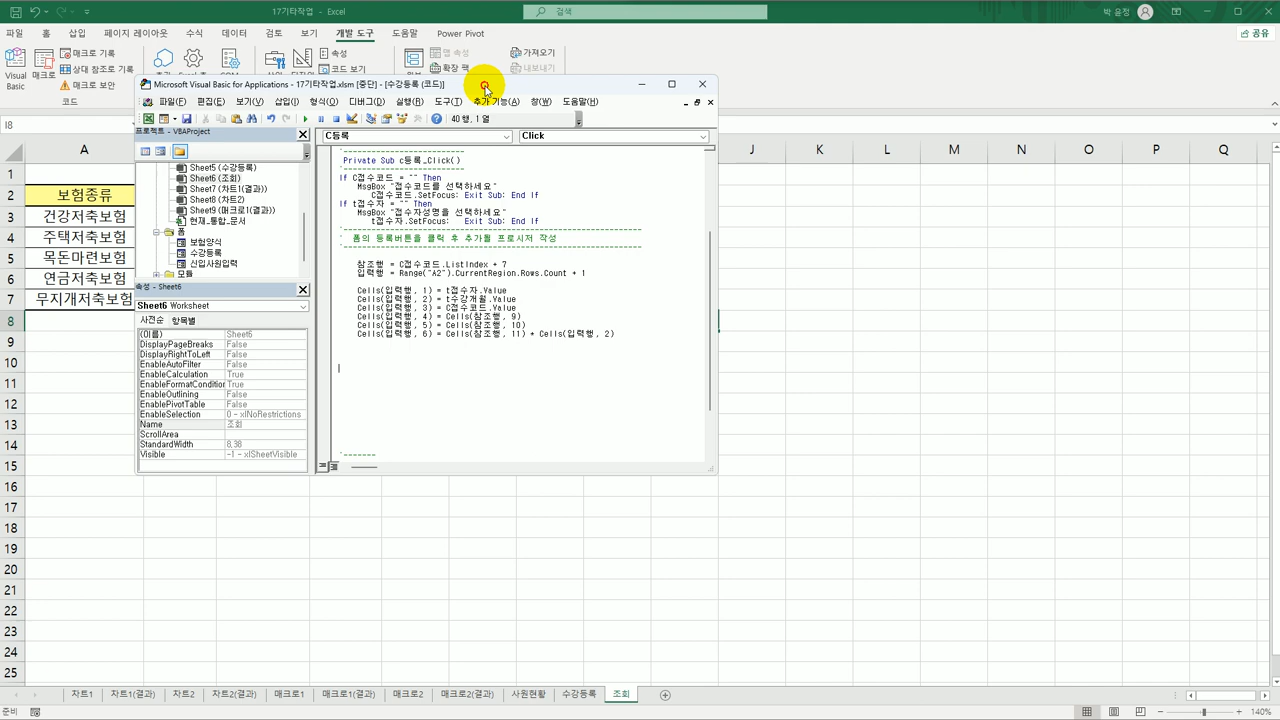 17기타작업 - Excel
검색
박 윤정
파일 홈 삽입 페이지 레이아웃 수식 데이터 검토 보기 개발 도구 도움말 Power Pivot
공유
Visual Basic
매크로
매크로 기록
상대 참조로 기록
매크로 보안
코드
속성
코드 보기
맵 속성
확장 팩
가져오기
내보내기
I8
Microsoft Visual Basic for Applications - 17기타작업.xlsm [중단] - [수강등록 (코드)]
파일(F) 편집(E) 보기(V) 삽입(I) 형식(O) 디버그(D) 실행(R) 도구(T) 추가 기능(A) 창(W) 도움말(H)
40 행, 1 열
프로젝트 - VBAProject
Sheet5 (수강등록)
Sheet6 (조회)
Sheet7 (차트1(결과))
Sheet8 (차트2)
Sheet9 (매크로1(결과))
현재_통합_문서
폼
보험양식
수강등록
신입사원입력
모듈
속성 - Sheet6
Sheet6 Worksheet
사전순 항목별
(이름) Sheet6
DisplayPageBreaks False
DisplayRightToLeft False
EnableAutoFilter False
EnableCalculation True
EnableFormatCondition True
EnableOutlining False
EnablePivotTable False
EnableSelection 0 - xlNoRestrictions
Name 조회
ScrollArea
StandardWidth 8,38
Visible -1 - xlSheetVisible
C등록 Click
'---------------------------
Private Sub c등록_Click()
'---------------------------
If C접수코드 = "" Then
MsgBox "접수코드를 선택하세요"
C접수코드.SetFocus: Exit Sub: End If
If t접수자 = "" Then
MsgBox "접수자성명을 선택하세요"
t접수자.SetFocus: Exit Sub: End If
'------------------------------------------------------------
' 폼의 등록버튼을 클릭 후 추가될 프로시저 작성
'------------------------------------------------------------
참조행 = C접수코드.ListIndex + 7
입력행 = Range("A2").CurrentRegion.Rows.Count + 1
Cells(입력행, 1) = t접수자.Value
Cells(입력행, 2) = t수강개월.Value
Cells(입력행, 3) = C접수코드.Value
Cells(입력행, 4) = Cells(참조행, 9)
Cells(입력행, 5) = Cells(참조행, 10)
Cells(입력행, 6) = Cells(참조행, 11) * Cells(입력행, 2)
'-------
A J K L M N O P Q
1
2 보험종류
3 건강저축보험
4 주택저축보험
5 목돈마련보험
6 연금저축보험
7 무지개저축보험
8
9
10
11
12
13
14
15
16
17
18
19
20
21
22
23
24
25
차트1 차트1(결과) 차트2 차트2(결과) 매크로1 매크로1(결과) 매크로2 매크로2(결과) 사원현황 수강등록 조회
준비
140%